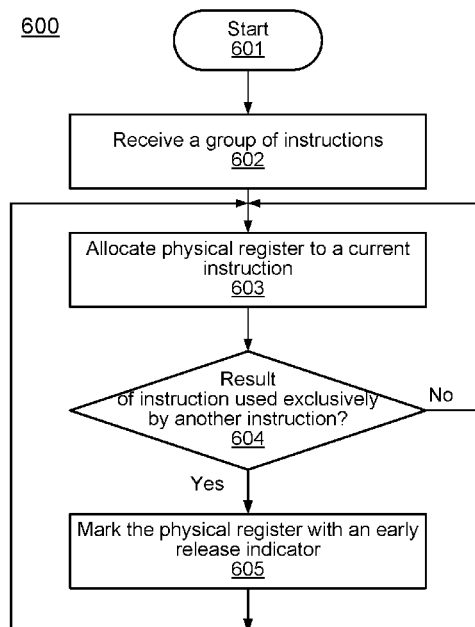 600
Start
601
Receive a group of instructions
602
Allocate physical register to a current
instruction
603
Result
of instruction used exclusively
by another instruction?
604
No
Yes
Mark the physical register with an early
release indicator
605